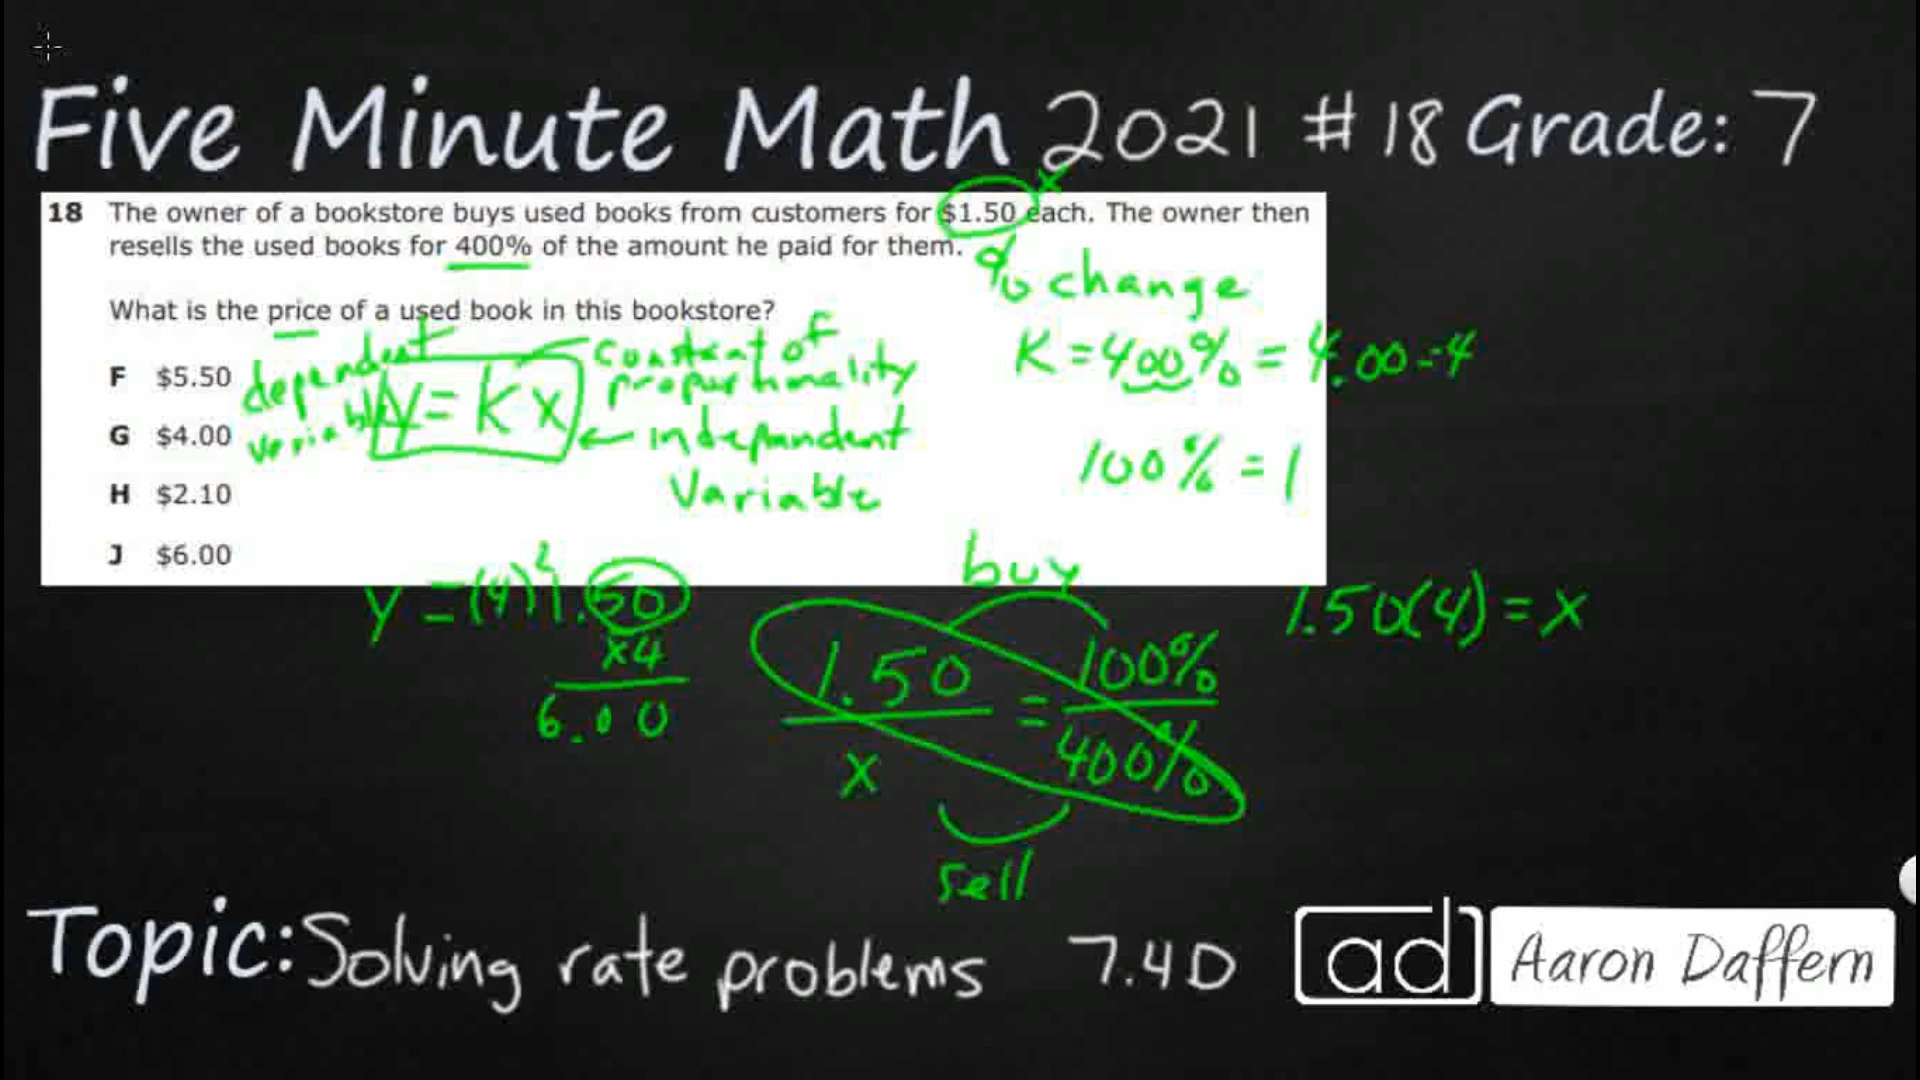 Five Minute Math 2021 #18 Grade: 7
18 The owner of a bookstore buys used books from customers for $1.50 each. The owner then
resells the used books for 400% of the amount he paid for them.
What is the price of a used book in this bookstore?
F $5.50
G $4.00
H $2.10
J $6.00
x
% change
K = 400% = 4.00 = 4
100% = 1
dependent
variable
y = Kx
constant of
proportionality
independent
Variable
y = (4)1.50
2
x4
6.00
buy
1.50 = 100%
x 400%
sell
1.50(4) = x
Topic: Solving rate problems 7.4D
ad Aaron Daffern